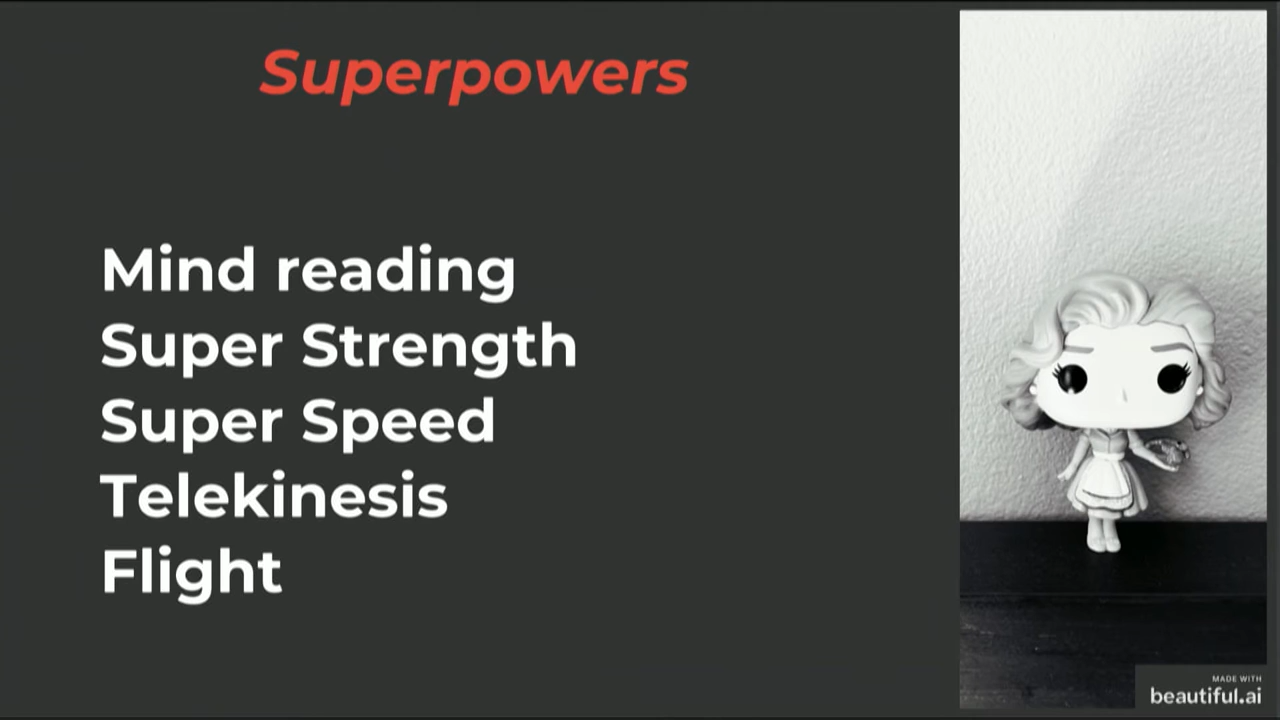 Superpowers
Mind reading
Super Strength
Super Speed
Telekinesis
Flight
MADE WITH
beautiful.ai